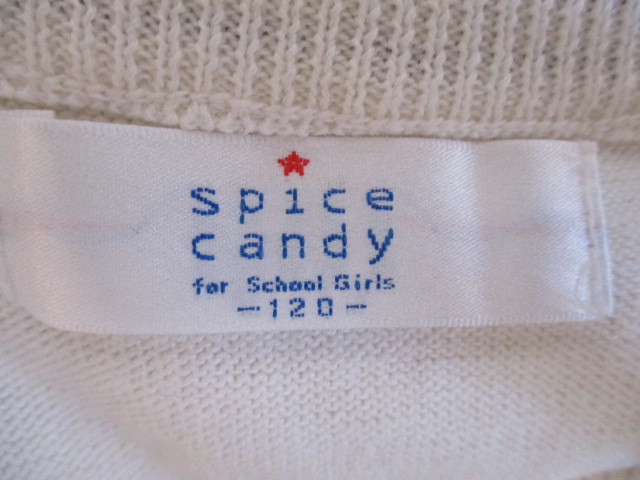 spice
candy
for School Girls
-120-